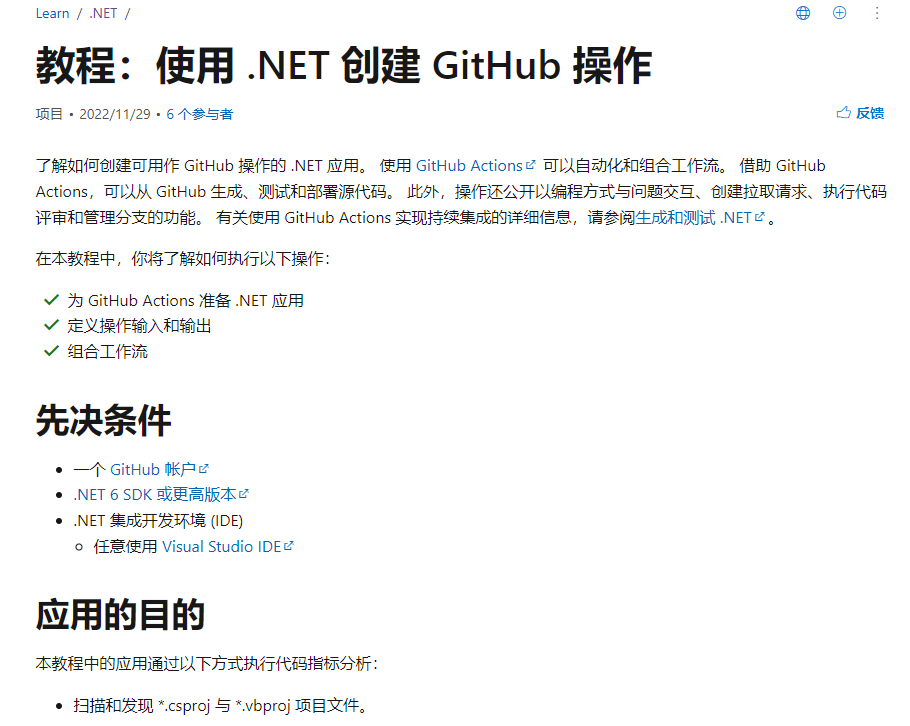 Learn / .NET /
教程：使用 .NET 创建 GitHub 操作
项目 • 2022/11/29 • 6 个参与者
反馈
了解如何创建可用作 GitHub 操作的 .NET 应用。 使用 GitHub Actions 可以自动化和组合工作流。 借助 GitHub
Actions，可以从 GitHub 生成、测试和部署源代码。 此外，操作还公开以编程方式与问题交互、创建拉取请求、执行代码
评审和管理分支的功能。 有关使用 GitHub Actions 实现持续集成的详细信息，请参阅生成和测试 .NET。
在本教程中，你将了解如何执行以下操作：
为 GitHub Actions 准备 .NET 应用
定义操作输入和输出
组合工作流
先决条件
• 一个 GitHub 帐户
• .NET 6 SDK 或更高版本
• .NET 集成开发环境 (IDE)
○ 任意使用 Visual Studio IDE
应用的目的
本教程中的应用通过以下方式执行代码指标分析：
• 扫描和发现 *.csproj 与 *.vbproj 项目文件。